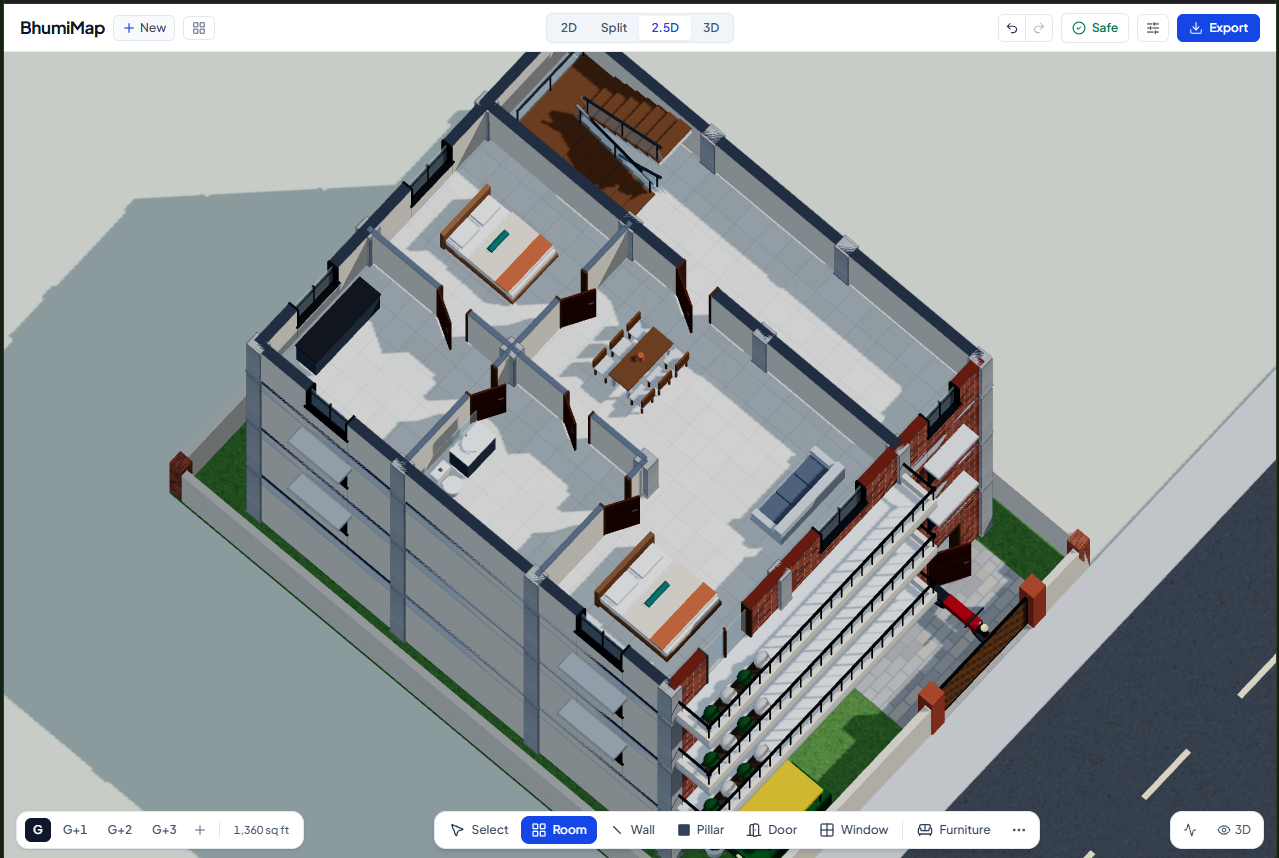 BhumiMap
New
2D
Split
2.5D
3D
Safe
Export
G
G+1
G+2
G+3
1,360 sq ft
Select
Room
Wall
Pillar
Door
Window
Furniture
3D